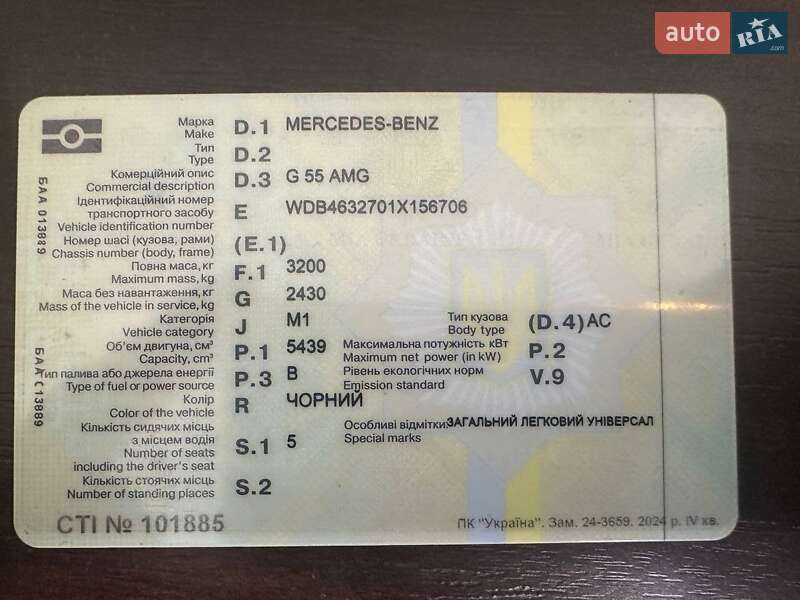 auto RIA .com
Марка
Make D.1 MERCEDES-BENZ
Тип
Type D.2
Комерційний опис
Commercial description D.3 G 55 AMG
Ідентифікаційний номер
транспортного засобу
Vehicle identification number E WDB4632701X156706
Номер шасі (кузова, рами)
Chassis number (body, frame) (E.1)
Повна маса, кг
Maximum mass, kg F.1 3200
Маса без навантаження, кг
Mass of the vehicle in service, kg G 2430
Категорія
Vehicle category J M1
Тип кузова
Body type (D.4) AC
Об'єм двигуна, см³
Capacity, cm³ P.1 5439
Максимальна потужність кВт
Maximum net power (in kW) P.2
Тип палива або джерела енергії
Type of fuel or power source P.3 B
Рівень екологічних норм
Emission standard V.9
Колір
Color of the vehicle R ЧОРНИЙ
Особливі відмітки ЗАГАЛЬНИЙ ЛЕГКОВИЙ УНІВЕРСАЛ
Special marks
Кількість сидячих місць
з місцем водія
Number of seats
including the driver's seat S.1 5
Кількість стоячих місць
Number of standing places S.2
СТІ № 101885
ПК "Україна". Зам. 24-3659. 2024 р. IV кв.
БАА 013889
БАА 013889